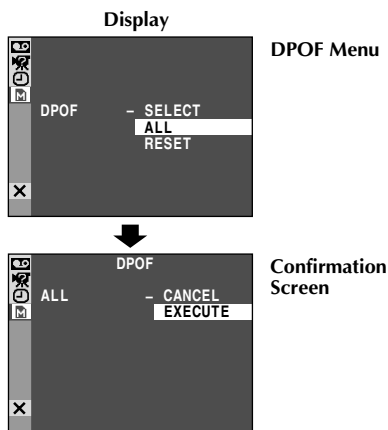 Display
DPOF Menu
M
DPOF – SELECT
ALL
RESET
X
DPOF
Confirmation Screen
ALL – CANCEL
EXECUTE
M
X